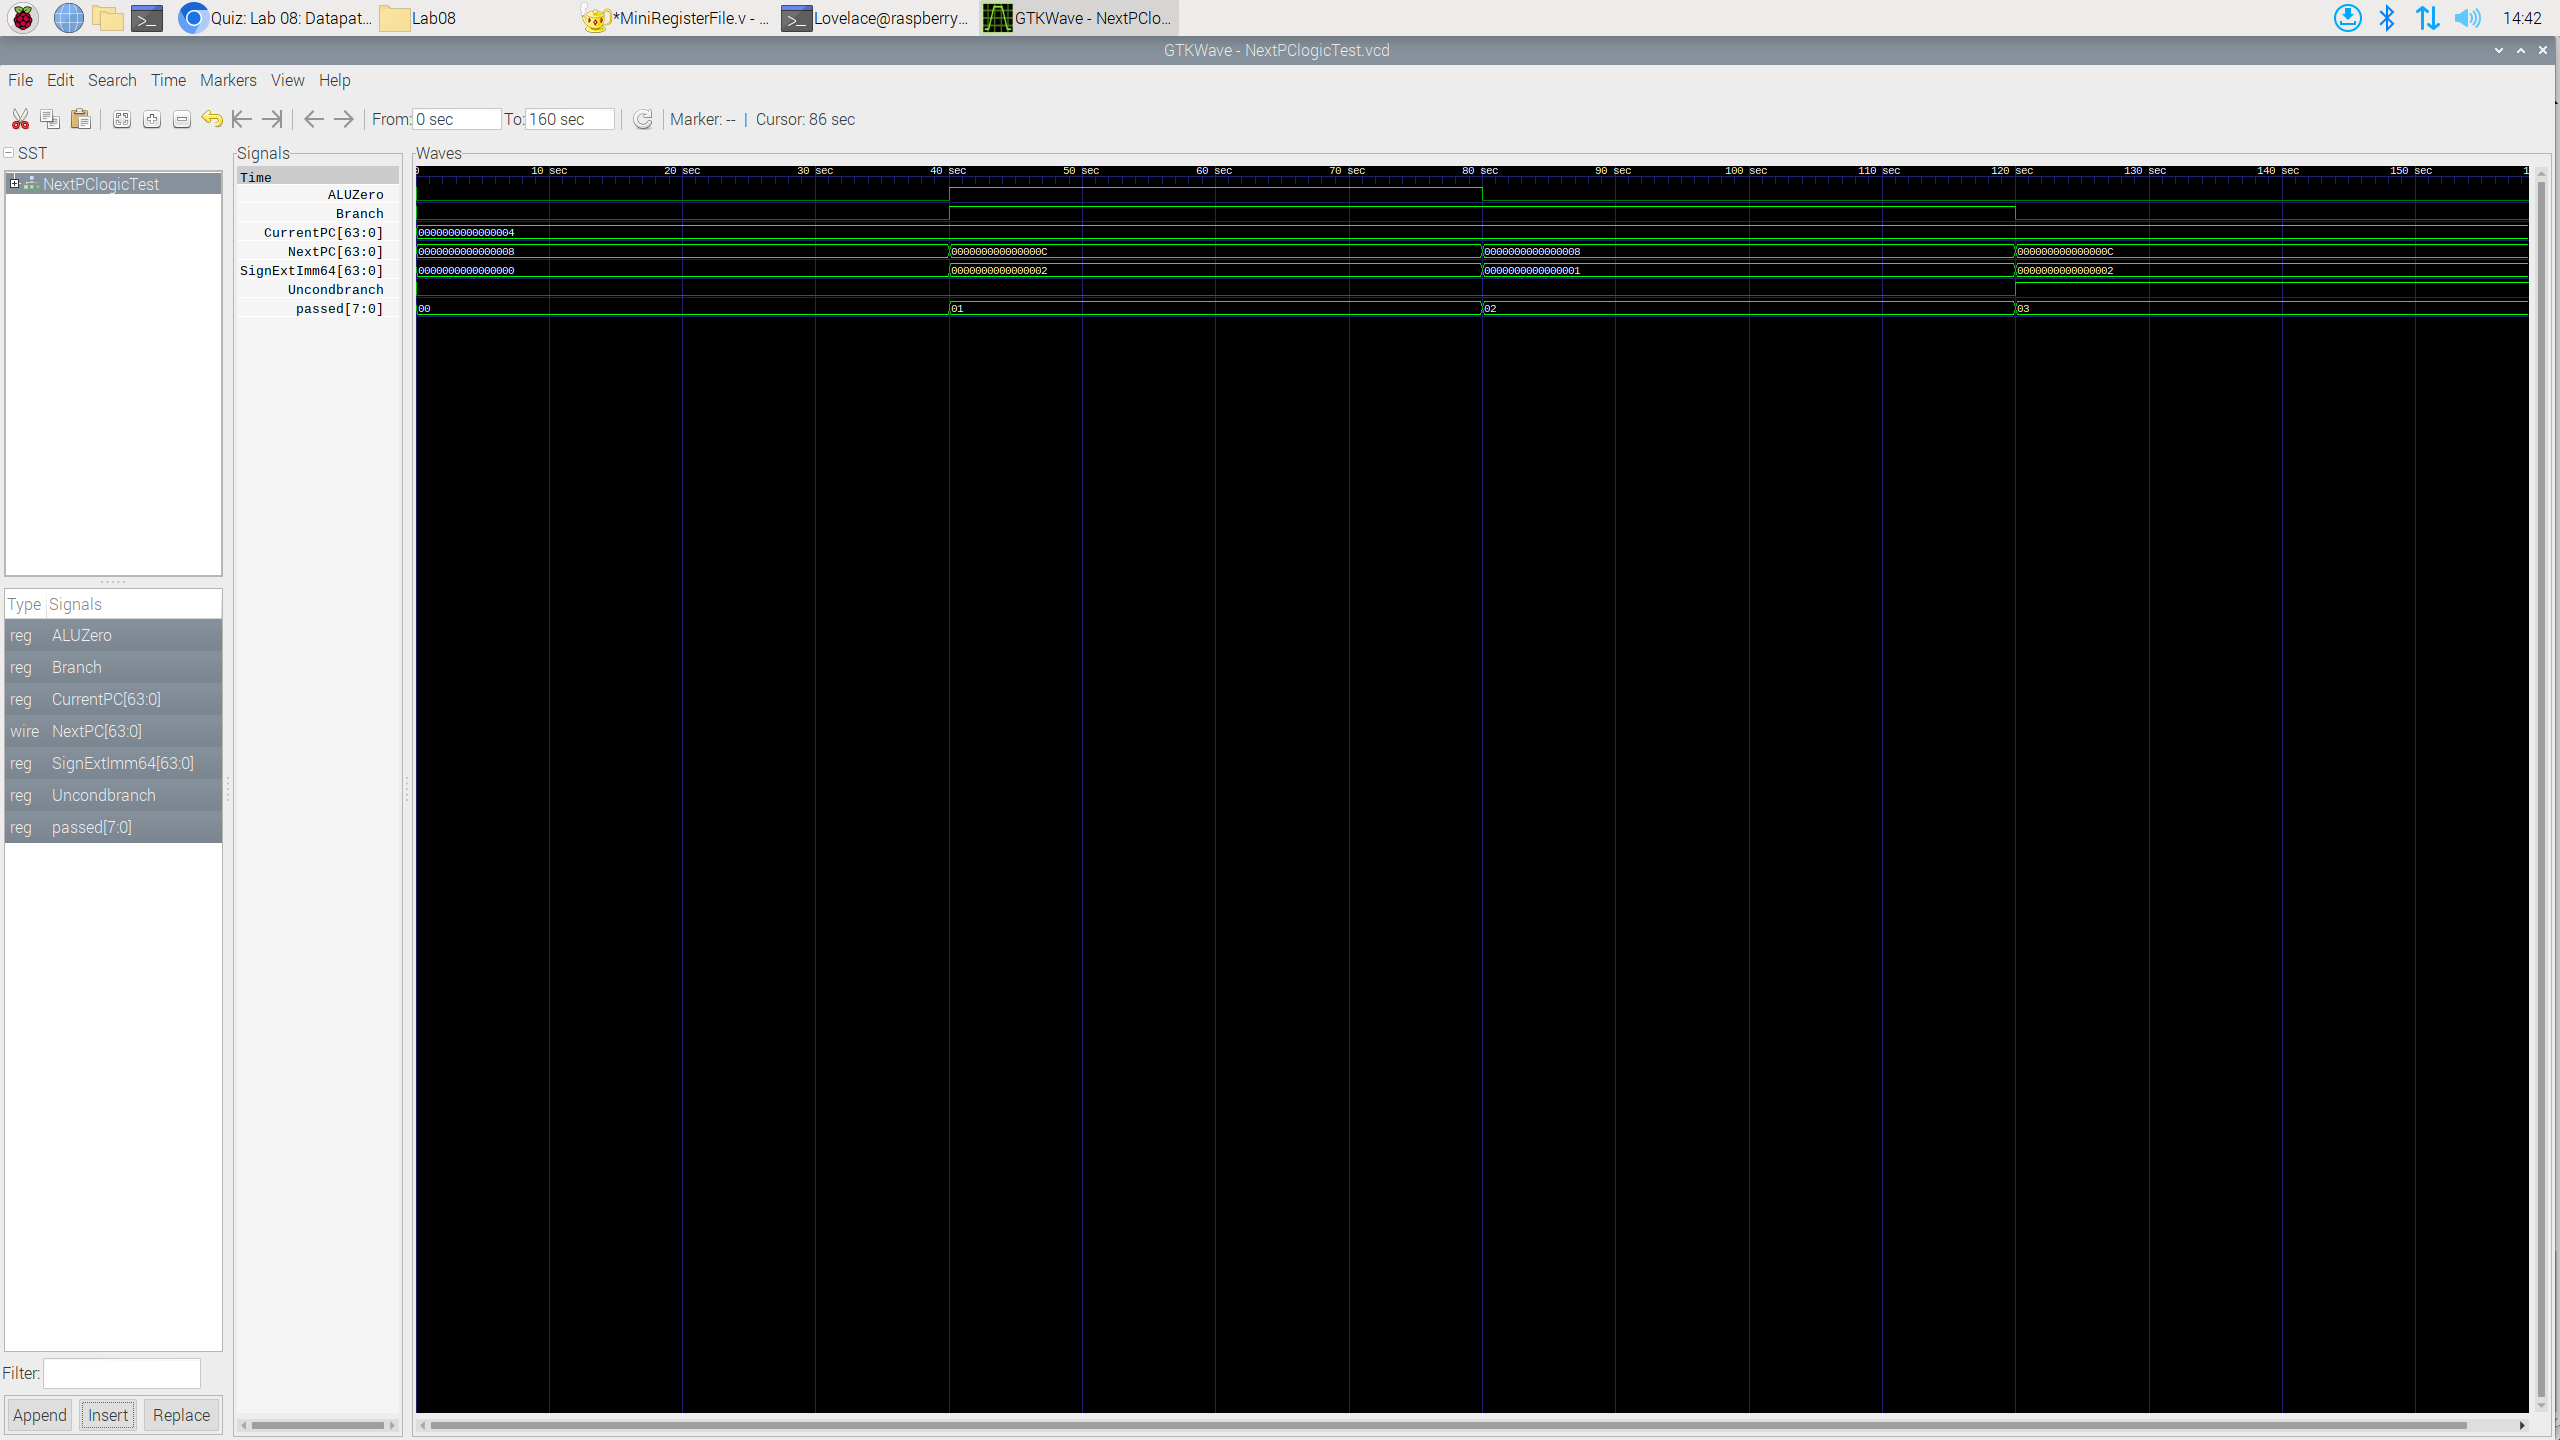 Quiz: Lab 08: Datapat... Lab08 *MiniRegisterFile.v - ... Lovelace@raspberry... GTKWave - NextPClo... 14:42
GTKWave - NextPClogicTest.vcd
File Edit Search Time Markers View Help
From: 0 sec To: 160 sec Marker: -- | Cursor: 86 sec
SST
NextPClogicTest
Type Signals
reg ALUZero
reg Branch
reg CurrentPC[63:0]
wire NextPC[63:0]
reg SignExtImm64[63:0]
reg Uncondbranch
reg passed[7:0]
Filter:
Append Insert Replace
Signals
Time
ALUZero
Branch
CurrentPC[63:0]
NextPC[63:0]
SignExtImm64[63:0]
Uncondbranch
passed[7:0]
Waves
0 10 sec 20 sec 30 sec 40 sec 50 sec 60 sec 70 sec 80 sec 90 sec 100 sec 110 sec 120 sec 130 sec 140 sec 150 sec 1
0000000000000004
0000000000000008 000000000000000C 0000000000000008 000000000000000C
0000000000000000 0000000000000002 0000000000000001 0000000000000002
00 01 02 03